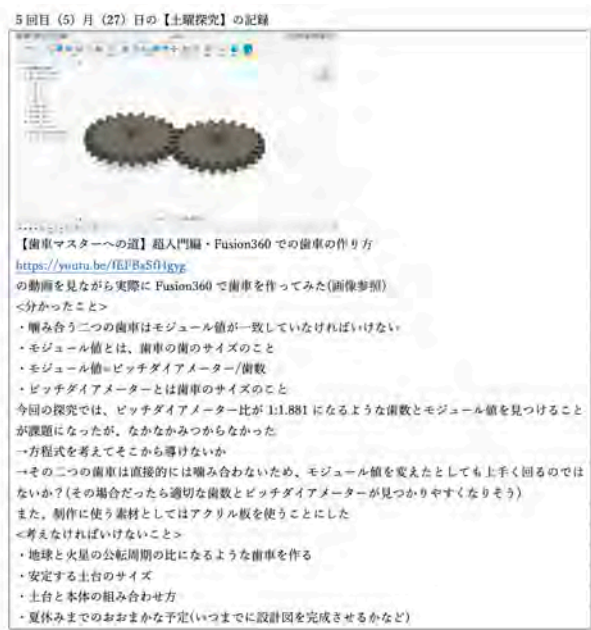 5回目（5）月（27）日の【土曜探究】の記録
【歯車マスターへの道】超入門編・Fusion360での歯車の作り方
の動画を見ながら実際に Fusion360 で歯車を作ってみた(画像参照)
<分かったこと>
・噛み合う二つの歯車はモジュール値が一致していなければいけない
・モジュール値とは、歯車の歯のサイズのこと
・モジュール値=ピッチダイアメーター/歯数
・ピッチダイアメーターとは歯車のサイズのこと
今回の探究では、ピッチダイアメーター比が 1:1.881 になるような歯数とモジュール値を見つけること
が課題になったが、なかなかみつからなかった
→方程式を考えてそこから導けないか
→その二つの歯車は直接的には噛み合わないため、モジュール値を変えたとしても上手く回るのでは
ないか？(その場合だったら適切な歯数とピッチダイアメーターが見つかりやすくなりそう)
また、制作に使う素材としてはアクリル板を使うことにした
<考えなければいけないこと>
・地球と火星の公転周期の比になるような歯車を作る
・安定する土台のサイズ
・土台と本体の組み合わせ方
・夏休みまでのおおまかな予定(いつまでに設計図を完成させるかなど)